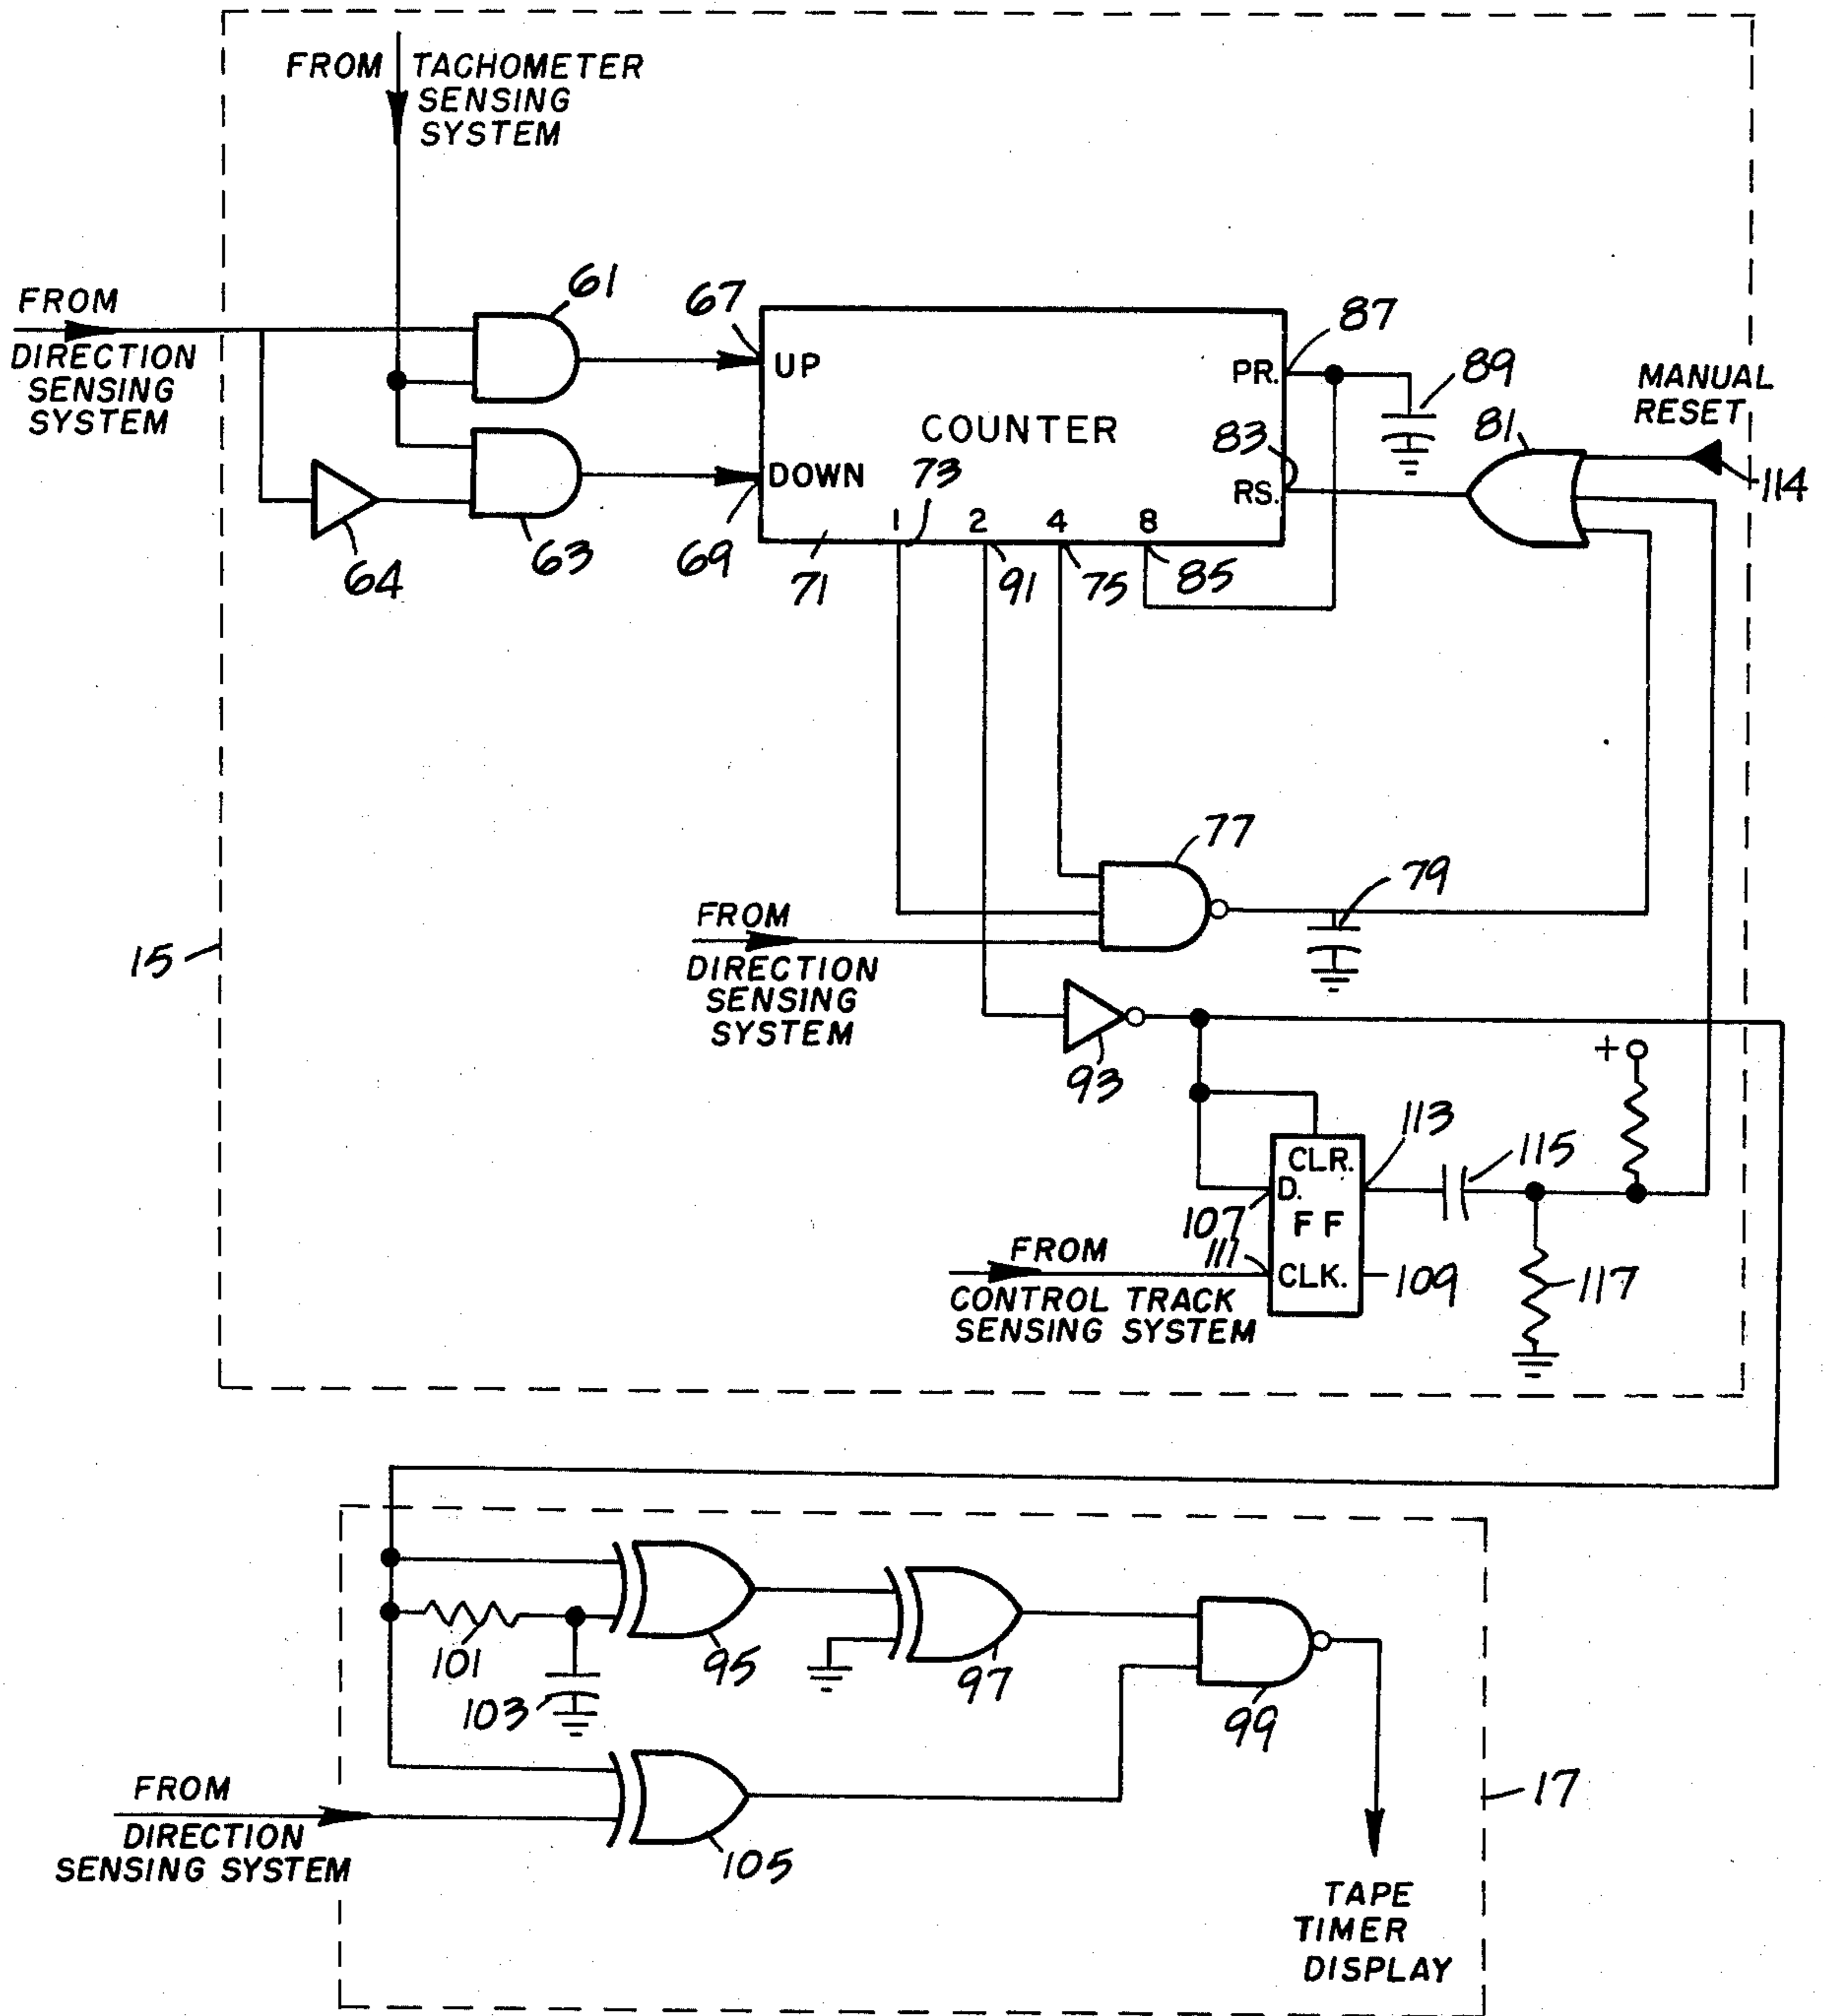 FROM TACHOMETER
SENSING
SYSTEM
FROM
DIRECTION
SENSING
SYSTEM
61
67
UP
PR.
87
89
MANUAL
RESET
COUNTER
83
81
DOWN
73
RS.
114
64
63
69
71
1
2
4
8
91
75
85
77
79
FROM
DIRECTION
SENSING
SYSTEM
15
93
+
113
115
CLR.
D.
107
FF
111
FROM
CLK.
109
117
CONTROL TRACK
SENSING SYSTEM
101
95
97
103
99
FROM
DIRECTION
SENSING SYSTEM
105
17
TAPE
TIMER
DISPLAY